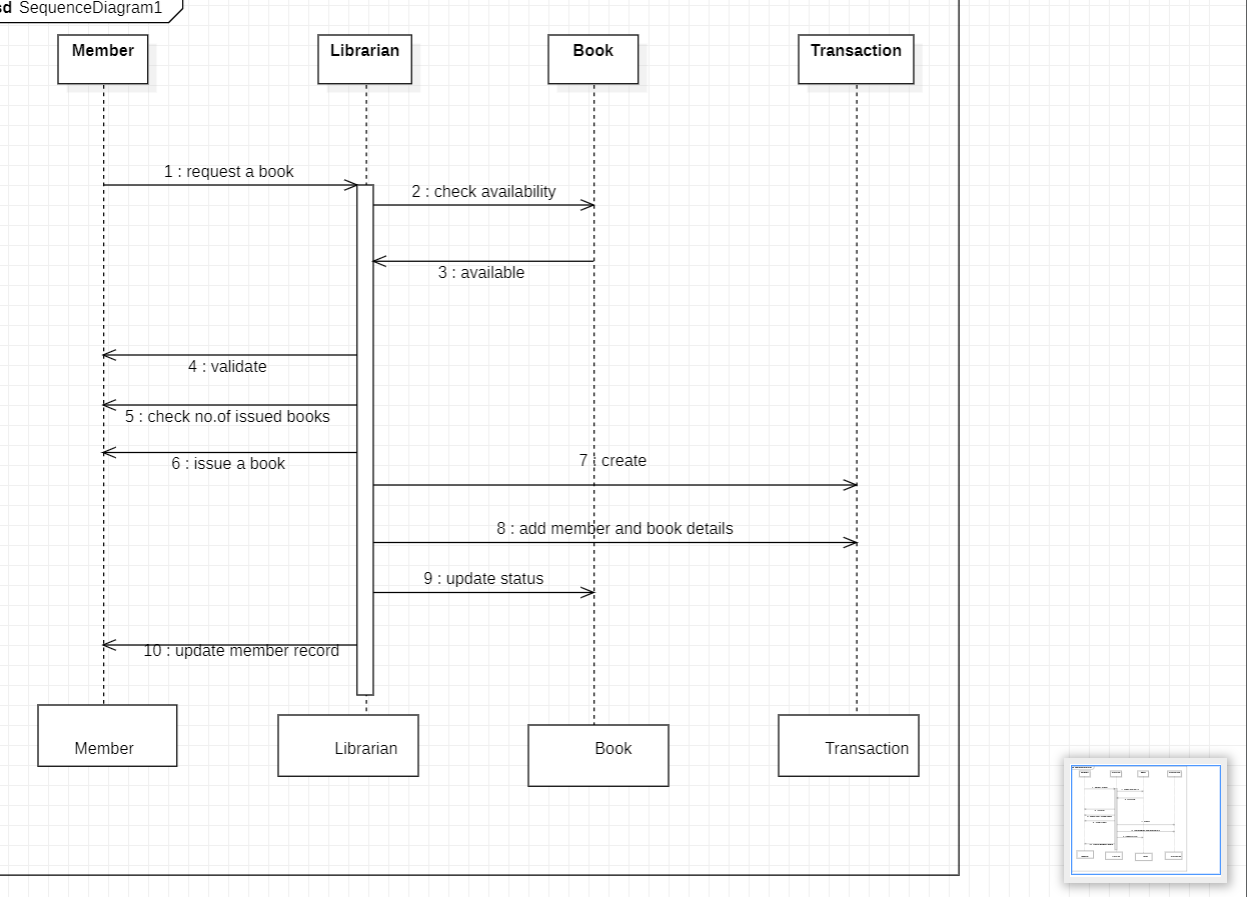 sd SequenceDiagram1
Member
Librarian
Book
Transaction
1 : request a book
2 : check availability
3 : available
4 : validate
5 : check no.of issued books
6 : issue a book
7 : create
8 : add member and book details
9 : update status
10 : update member record
Member
Librarian
Book
Transaction